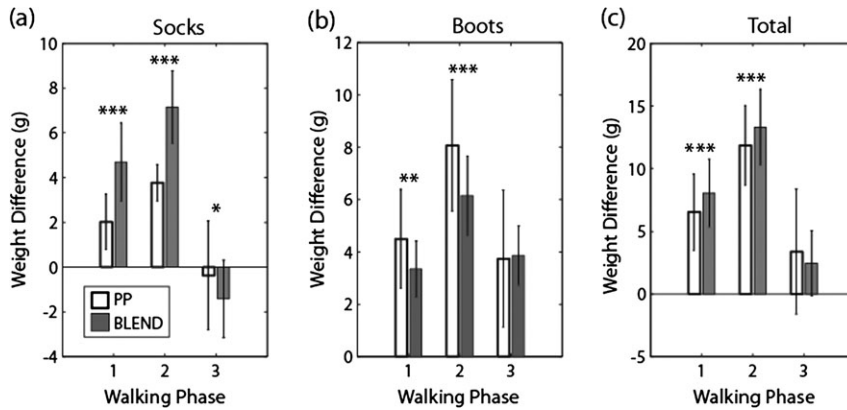 (a) Socks
Weight Difference (g)
10
8
6
4
2
0
-2
-4
***
***
*
PP
BLEND
1 2 3
Walking Phase
(b) Boots
Weight Difference (g)
12
10
8
6
4
2
0
**
***
1 2 3
Walking Phase
(c) Total
Weight Difference (g)
20
15
10
5
0
-5
***
***
1 2 3
Walking Phase